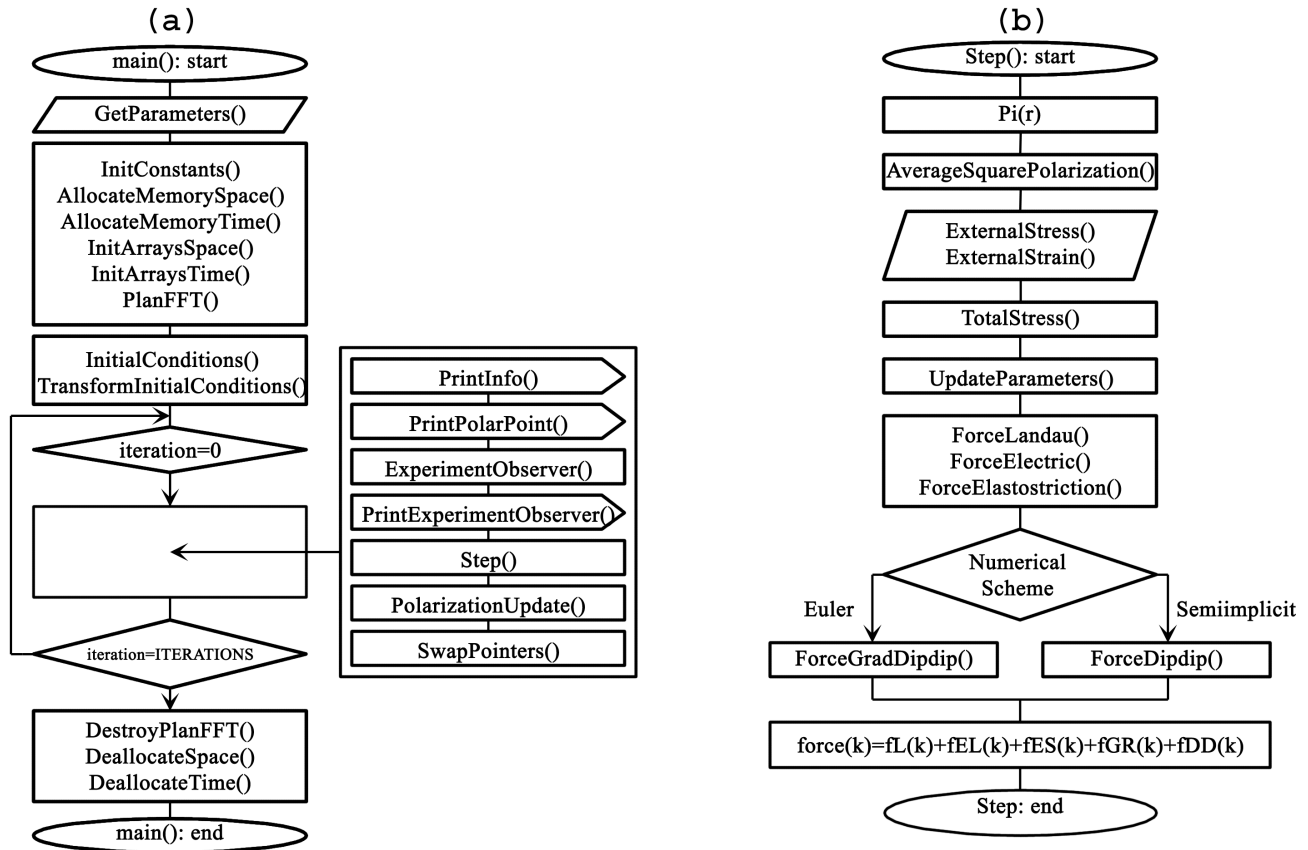 (a)
main(): start
GetParameters()
InitConstants()
AllocateMemorySpace()
AllocateMemoryTime()
InitArraysSpace()
InitArraysTime()
PlanFFT()
InitialConditions()
TransformInitialConditions()
iteration=0
iteration=ITERATIONS
DestroyPlanFFT()
DeallocateSpace()
DeallocateTime()
main(): end
PrintInfo()
PrintPolarPoint()
ExperimentObserver()
PrintExperimentObserver()
Step()
PolarizationUpdate()
SwapPointers()
(b)
Step(): start
Pi(r)
AverageSquarePolarization()
ExternalStress()
ExternalStrain()
TotalStress()
UpdateParameters()
ForceLandau()
ForceElectric()
ForceElastostriction()
Numerical
Scheme
Euler
Semiimplicit
ForceGradDipdip()
ForceDipdip()
force(k)=fL(k)+fEL(k)+fES(k)+fGR(k)+fDD(k)
Step: end